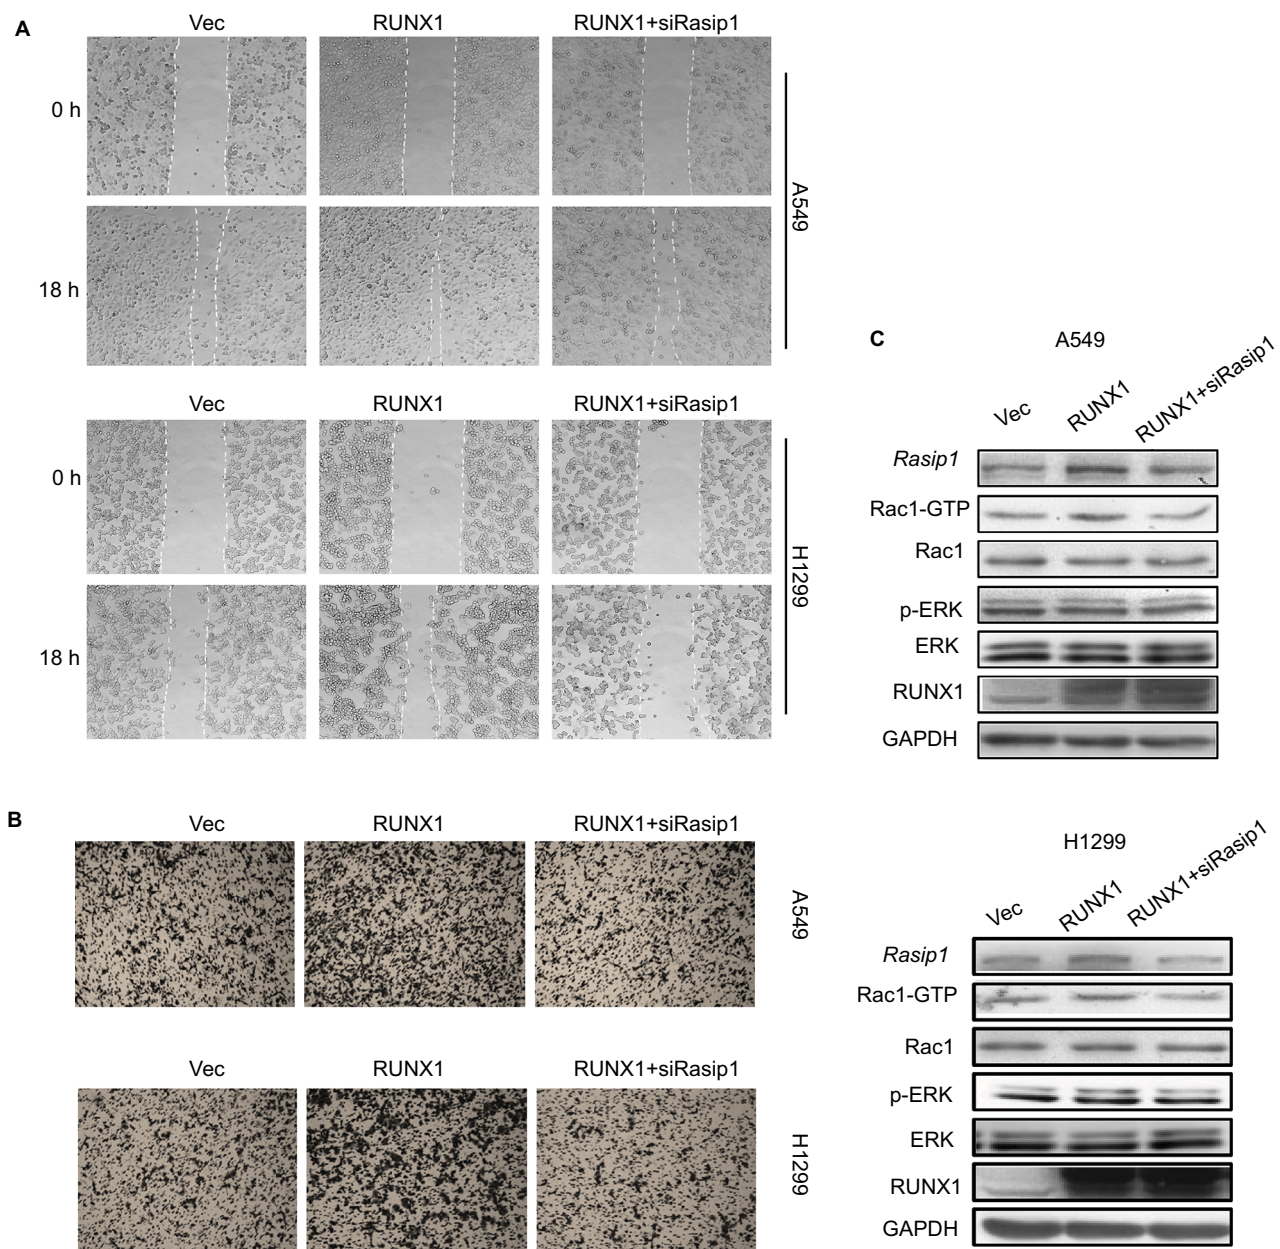 A
Vec RUNX1 RUNX1+siRasip1
0 h
18 h
A549
Vec RUNX1 RUNX1+siRasip1
0 h
18 h
H1299
B
Vec RUNX1 RUNX1+siRasip1
A549
Vec RUNX1 RUNX1+siRasip1
H1299
C
A549
Vec RUNX1 RUNX1+siRasip1
Rasip1
Rac1-GTP
Rac1
p-ERK
ERK
RUNX1
GAPDH
H1299
Vec RUNX1 RUNX1+siRasip1
Rasip1
Rac1-GTP
Rac1
p-ERK
ERK
RUNX1
GAPDH